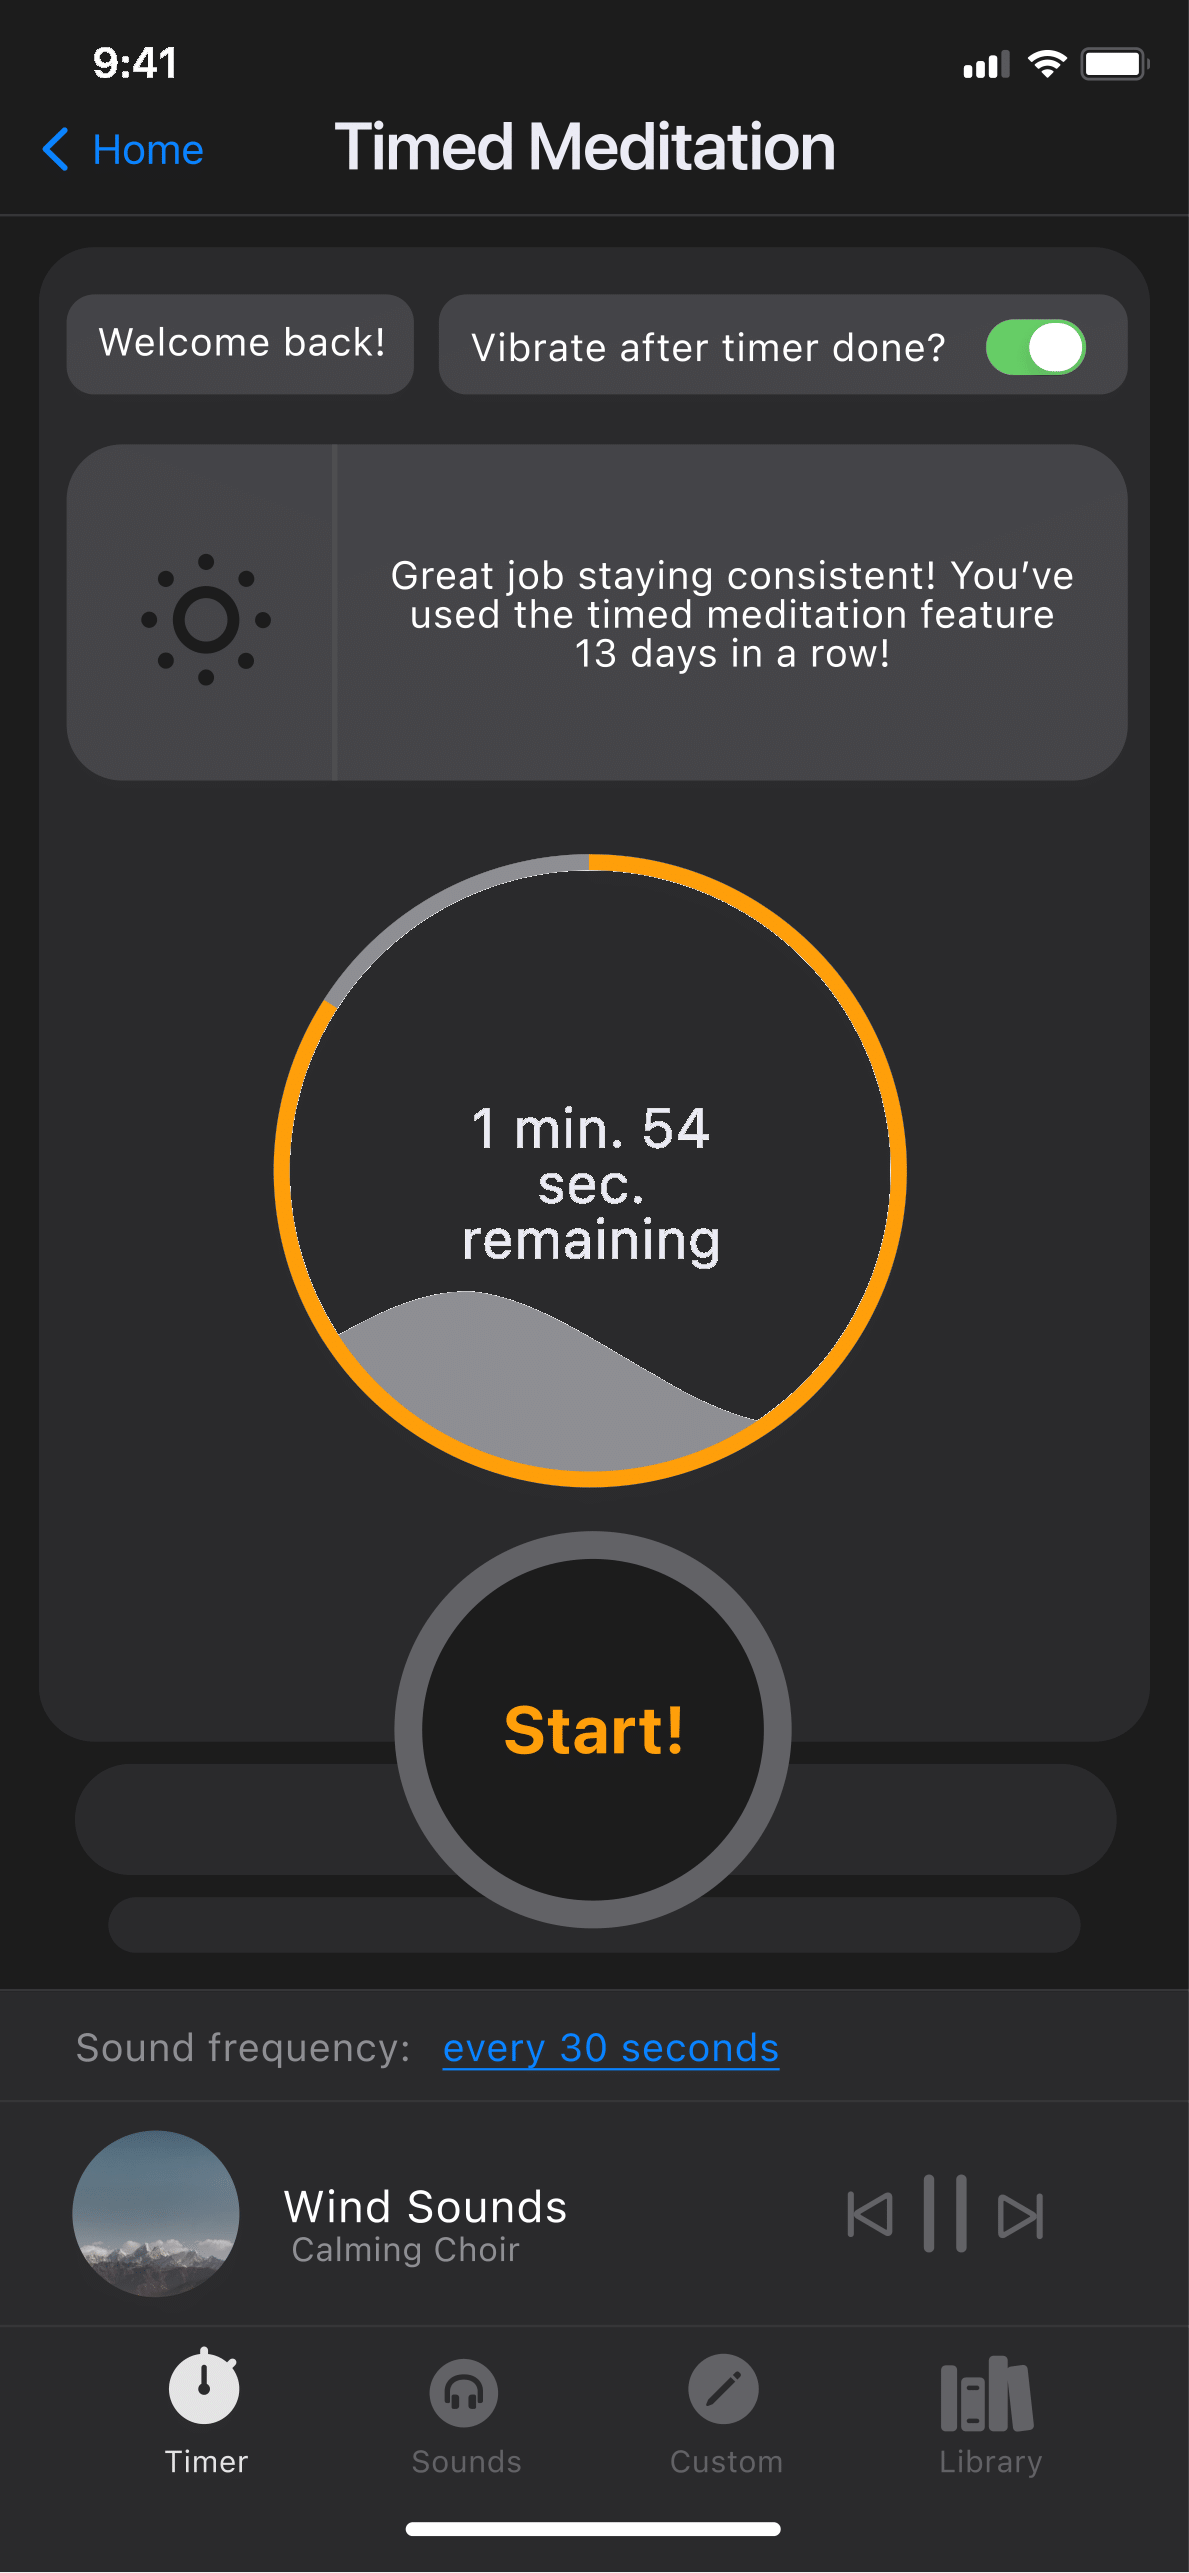 9:41
Home
Timed Meditation
Welcome back!
Vibrate after timer done?
Great job staying consistent! You’ve
used the timed meditation feature
13 days in a row!
1 min. 54
sec.
remaining
Start!
Sound frequency: every 30 seconds
Wind Sounds
Calming Choir
Timer
Sounds
Custom
Library